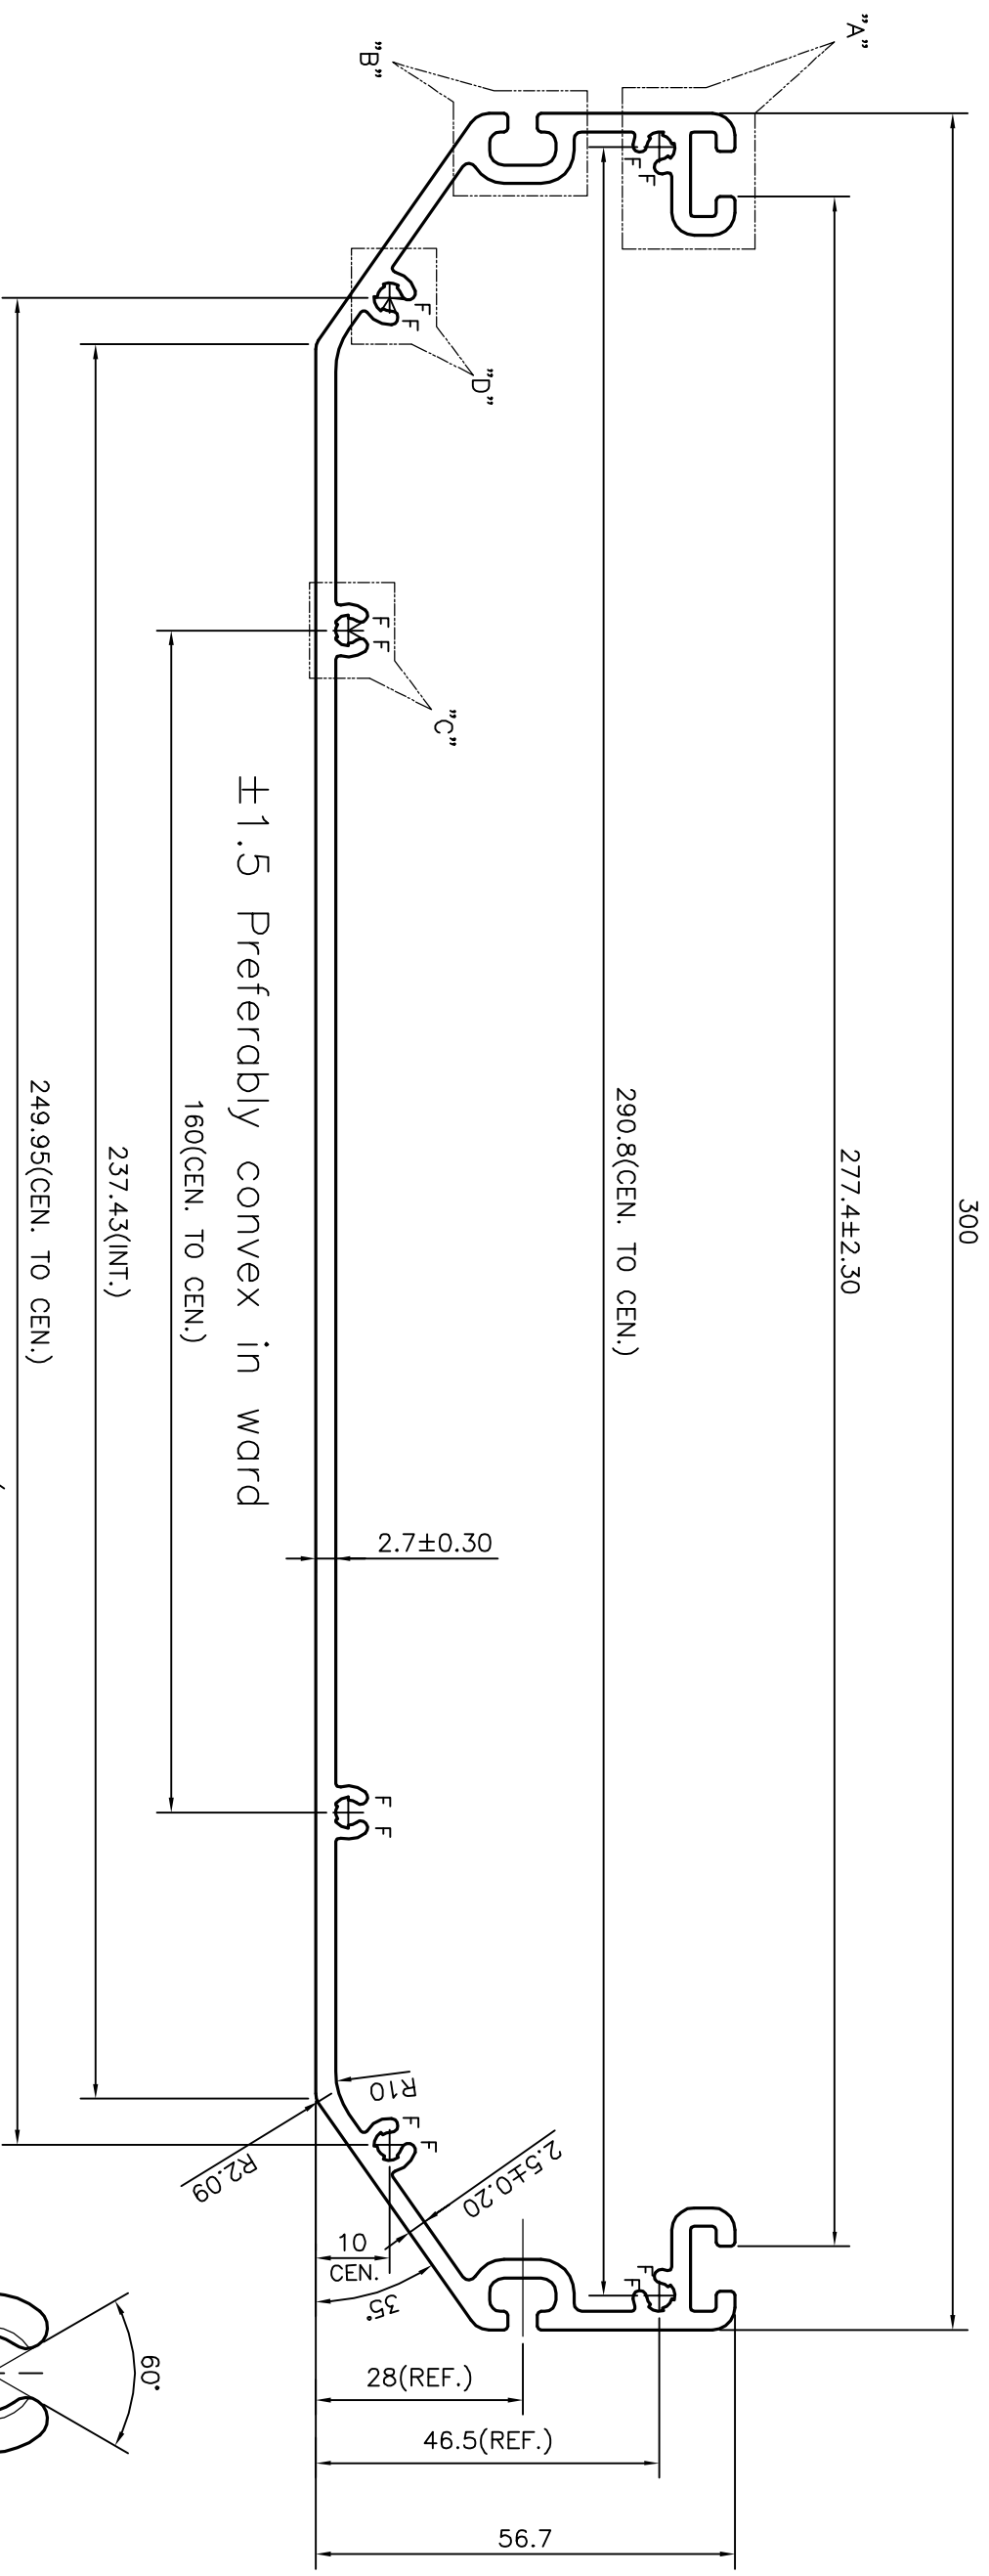 300
277.4±2.30
290.8(CEN. TO CEN.)
"A"
"B"
"D"
"C"
F
F
F
F
F
F
F
F
F
F
F
F
±1.5 Preferably convex in ward
160(CEN. TO CEN.)
237.43(INT.)
249.95(CEN. TO CEN.)
2.7±0.30
R10
R2.09
2.5±0.20
10
CEN.
35°
28(REF.)
46.5(REF.)
56.7
60°